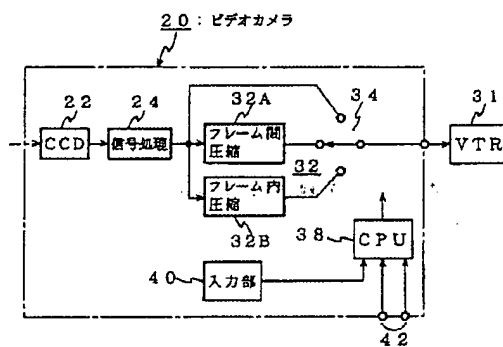 20:ビデオカメラ
22
24
32A
34
31
CCD
信号処理
フレーム間
圧縮
32
VTR
フレーム内
圧縮
38
CPU
32B
40
入力部
42